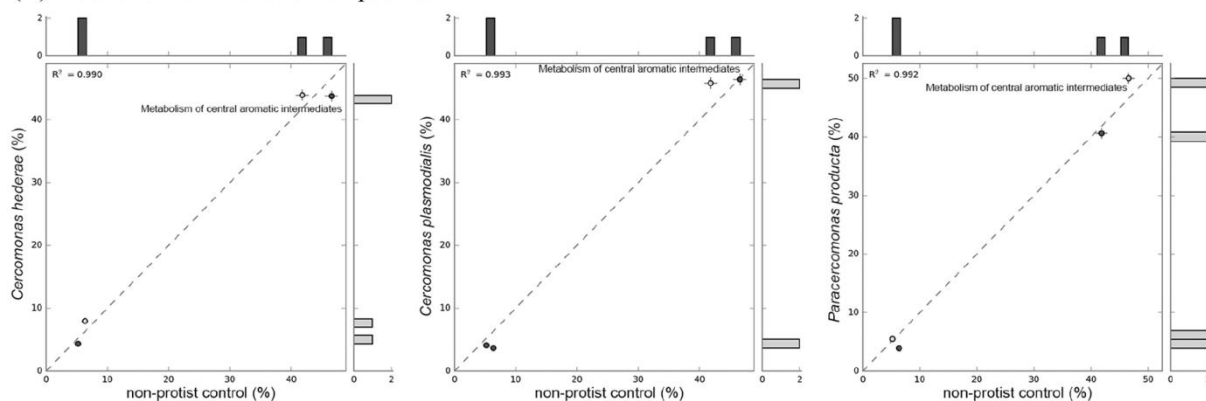 2
0
R² = 0.990
Metabolism of central aromatic intermediates
40
30
20
10
0
0 10 20 30 40
0 2
Cercomonas hederae (%)
non-protist control (%)
2
0
R² = 0.993
Metabolism of central aromatic intermediates
40
30
20
10
0
0 10 20 30 40
0 2
Cercomonas plasmodialis (%)
non-protist control (%)
2
0
R² = 0.992
Metabolism of central aromatic intermediates
50
40
30
20
10
0
0 10 20 30 40 50
0
Paracercomonas producta (%)
non-protist control (%)